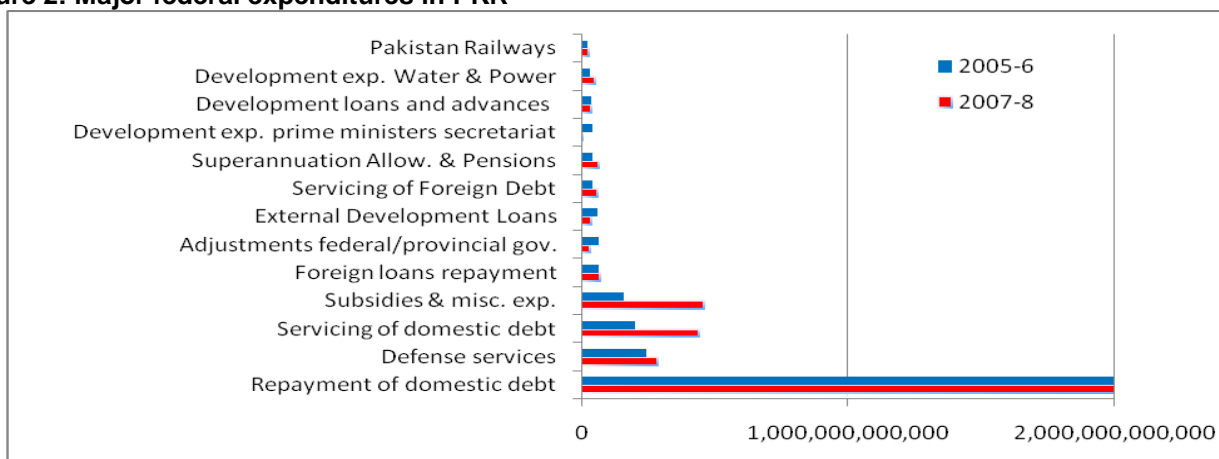 Pakistan Railways
Development exp. Water & Power
Development loans and advances
Development exp. prime ministers secretariat
Superannuation Allow. & Pensions
Servicing of Foreign Debt
External Development Loans
Adjustments federal/provincial gov.
Foreign loans repayment
Subsidies & misc. exp.
Servicing of domestic debt
Defense services
Repayment of domestic debt
2005-6
2007-8
0 1,000,000,000,000 2,000,000,000,000